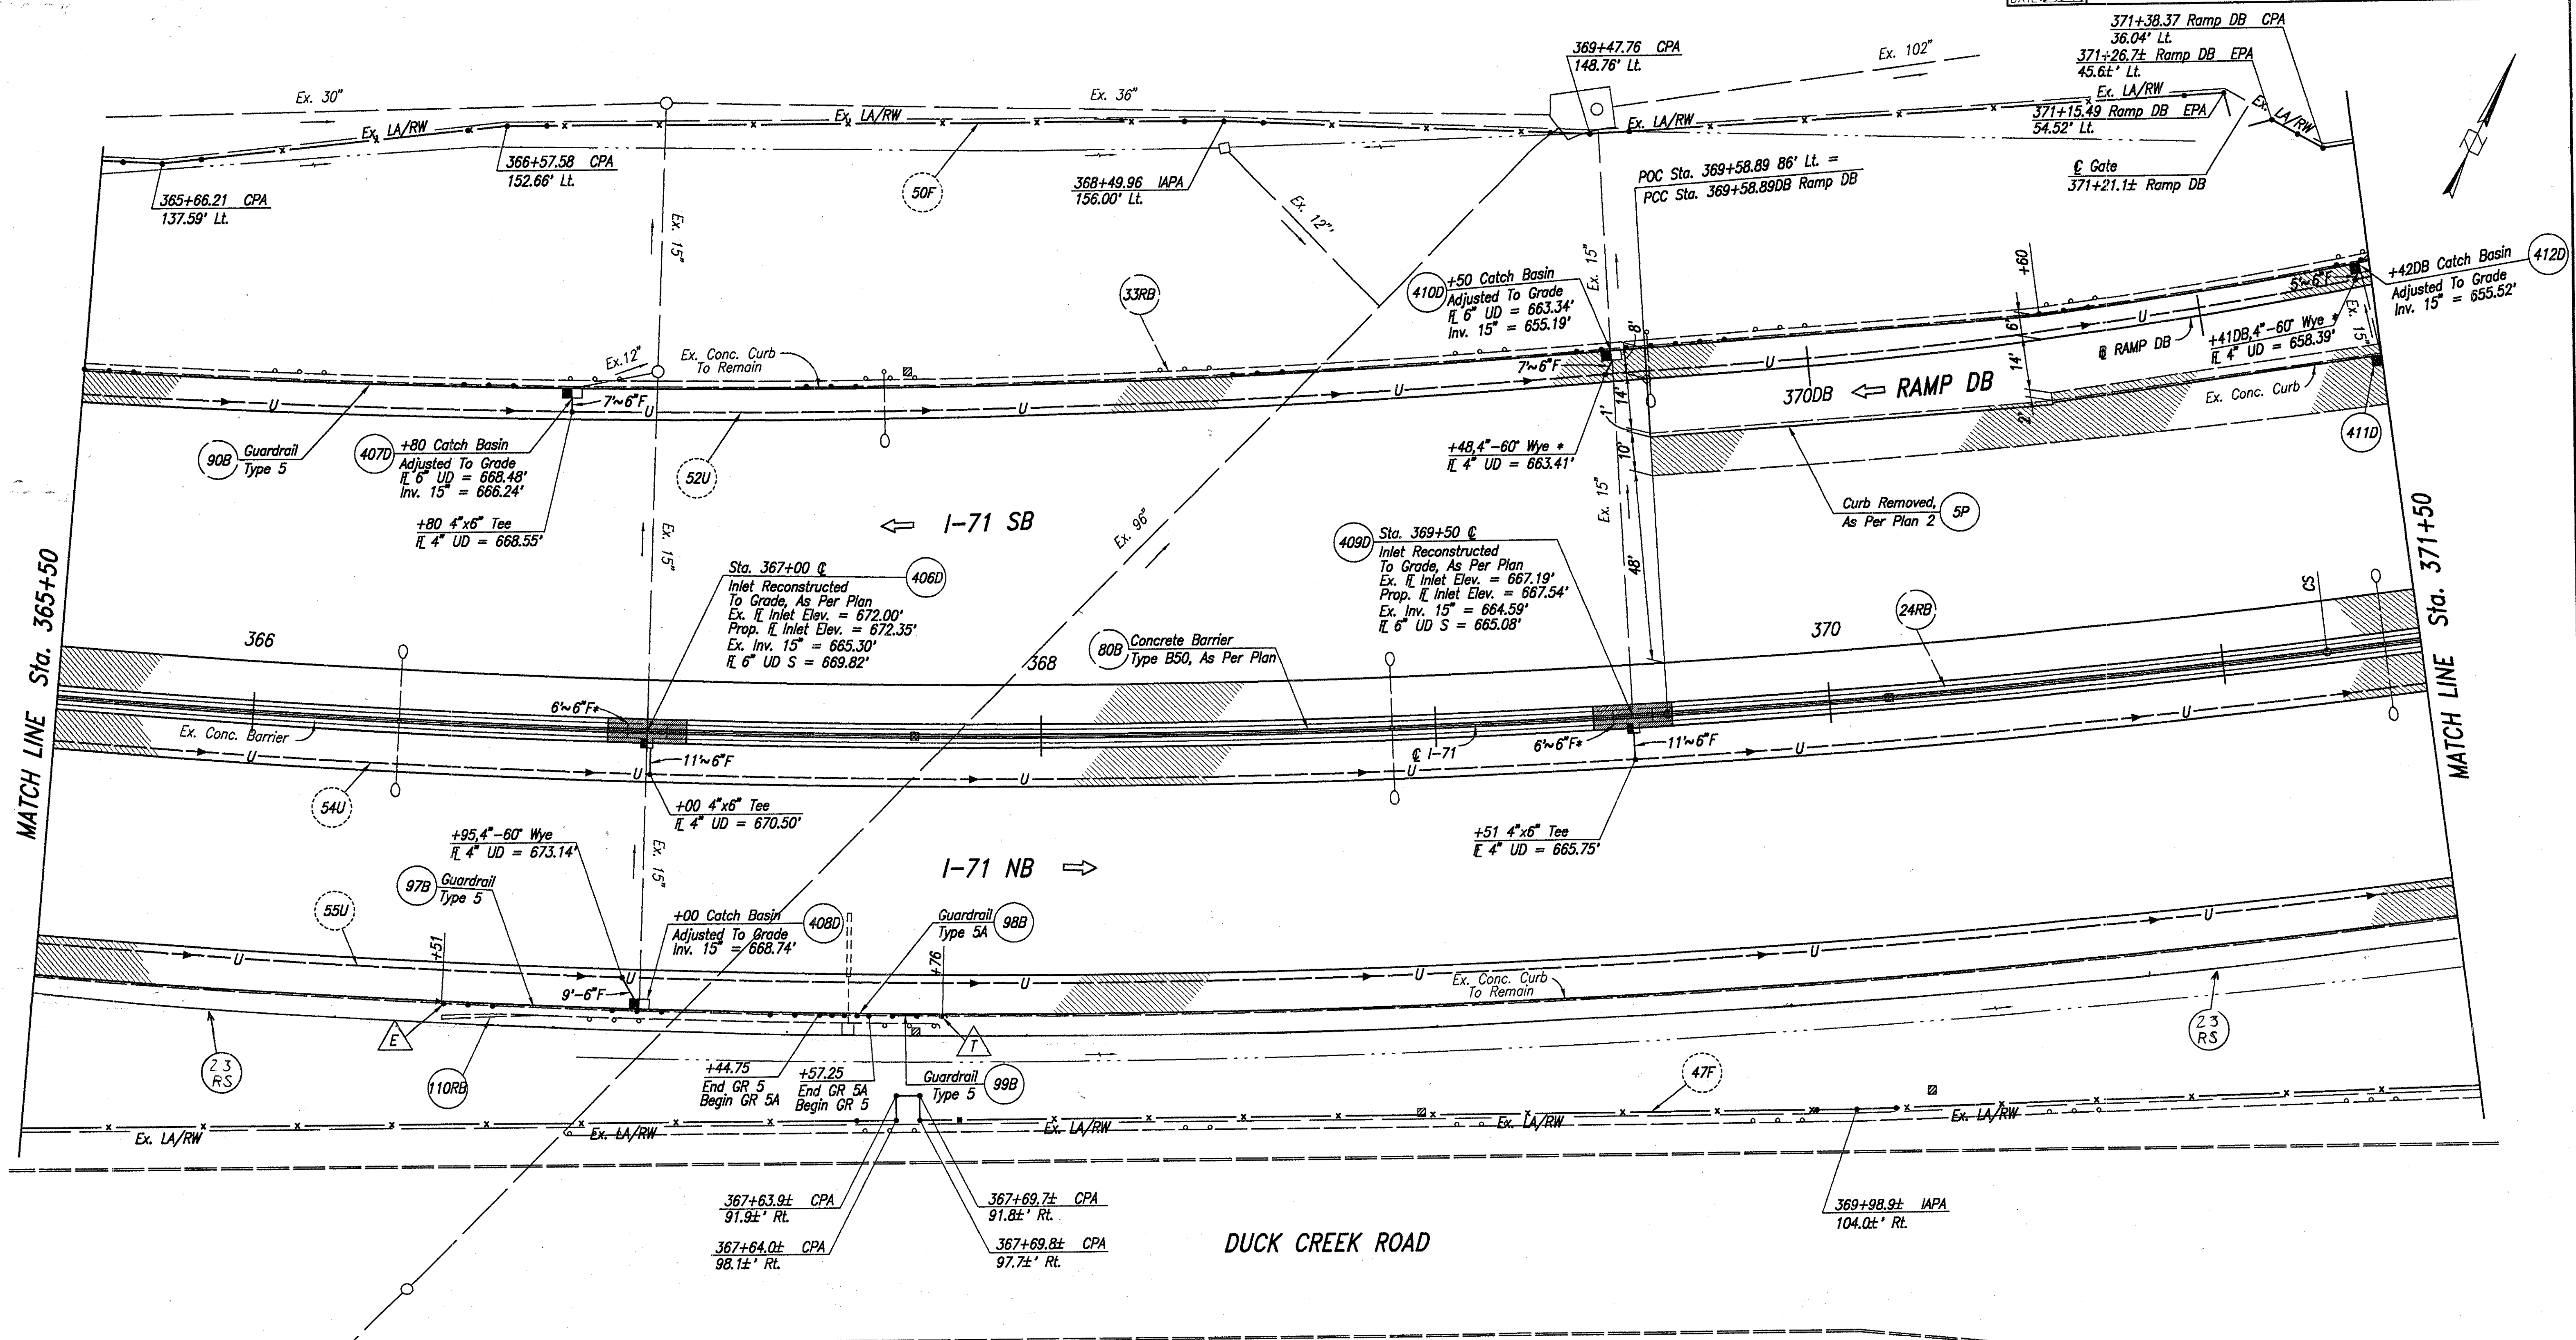 371+38.37 Ramp DB CPA
36.04' Lt.
371+26.7± Ramp DB EPA
45.6±' Lt.
Ex. LA/RW
371+15.49 Ramp DB EPA
54.52' Lt.
Ex. LA/RW
℄ Gate
371+21.1± Ramp DB
369+47.76 CPA
148.76' Lt.
Ex. 102"
Ex. 30"
Ex. 36"
Ex. LA/RW
Ex. LA/RW
Ex. LA/RW
365+66.21 CPA
137.59' Lt.
366+57.58 CPA
152.66' Lt.
50F
368+49.96 IAPA
156.00' Lt.
POC Sta. 369+58.89 86' Lt. =
PCC Sta. 369+58.89DB Ramp DB
Ex. 15"
Ex. 12"
Ex. 15"
33RB
410D
+50 Catch Basin
Adjusted To Grade
℄ 6" UD = 663.34'
Inv. 15" = 655.19'
+60
5'~6"F
412D
+42DB Catch Basin
Adjusted To Grade
Inv. 15" = 655.52'
Ex. 15"
Ex.12"
Ex. Conc. Curb
To Remain
7'~6"F
8'
6'
14'
2'
U
℄ RAMP DB
+41DB,4"-60° Wye *
℄ 4" UD = 658.39'
370DB
RAMP DB
Ex. Conc. Curb
411D
7'~6"F
1'
14'
10'
48'
90B
Guardrail
Type 5
407D
+80 Catch Basin
Adjusted To Grade
℄ 6" UD = 668.48'
Inv. 15" = 666.24'
52U
+80 4"x6" Tee
℄ 4" UD = 668.55'
+48,4"-60° Wye *
℄ 4" UD = 663.41'
Ex. 15"
Curb Removed,
As Per Plan 2
5P
Ex. 15"
I-71 SB
Ex. 96"
MATCH LINE Sta. 365+50
MATCH LINE Sta. 371+50
Sta. 367+00 ℄
406D
Inlet Reconstructed
To Grade, As Per Plan
Ex. ℄ Inlet Elev. = 672.00'
Prop. ℄ Inlet Elev. = 672.35'
Ex. Inv. 15" = 665.30'
℄ 6" UD S = 669.82'
409D
Sta. 369+50 ℄
Inlet Reconstructed
To Grade, As Per Plan
Ex. ℄ Inlet Elev. = 667.19'
Prop. ℄ Inlet Elev. = 667.54'
Ex. Inv. 15" = 664.59'
℄ 6" UD S = 665.08'
CS
24RB
366
368
370
80B
Concrete Barrier
Type B50, As Per Plan
6'~6"F*
Ex. Conc. Barrier
11'~6"F
℄ I-71
6'~6"F*
11'~6"F
54U
+00 4"x6" Tee
℄ 4" UD = 670.50'
+51 4"x6" Tee
℄ 4" UD = 665.75'
+95,4"-60° Wye
℄ 4" UD = 673.14'
Ex. 15"
I-71 NB
97B
Guardrail
Type 5
55U
+00 Catch Basin
Adjusted To Grade
Inv. 15" = 668.74'
408D
Guardrail
Type 5A
98B
+51
+76
9'-6"F
Ex. Conc. Curb
To Remain
E
T
23
RS
23
RS
110RB
+44.75
End GR 5
Begin GR 5A
+57.25
End GR 5A
Begin GR 5
Guardrail
Type 5
99B
47F
Ex. LA/RW
Ex. LA/RW
Ex. LA/RW
Ex. LA/RW
Ex. LA/RW
367+63.9± CPA
91.9±' Rt.
367+69.7± CPA
91.8±' Rt.
369+98.9± IAPA
104.0±' Rt.
367+64.0± CPA
98.1±' Rt.
367+69.8± CPA
97.7±' Rt.
DUCK CREEK ROAD